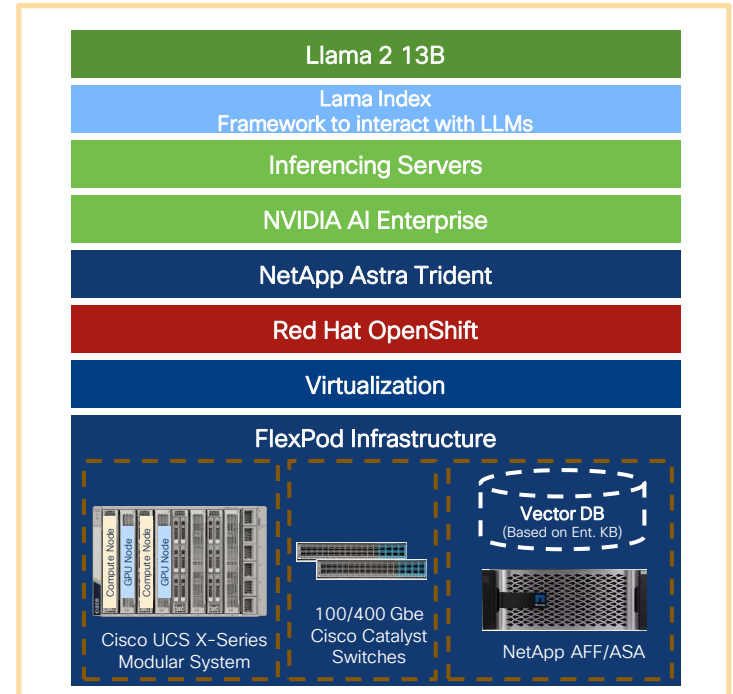 Llama 2 13B
Lama Index
Framework to interact with LLMs
Inferencing Servers
NVIDIA AI Enterprise
NetApp Astra Trident
Red Hat OpenShift
Virtualization
FlexPod Infrastructure
Compute Node
GPU Node
Compute Node
GPU Node
Cisco UCS X-Series
Modular System
100/400 Gbe
Cisco Catalyst
Switches
Vector DB
(Based on Ent. KB)
NetApp AFF/ASA